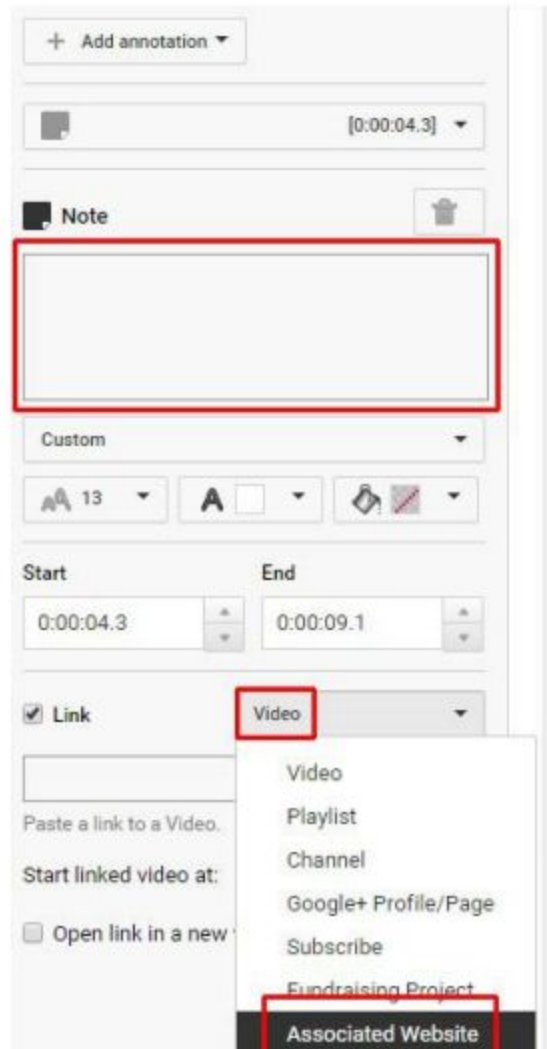 + Add annotation
[0:00:04.3]
Note
Custom
AA 13 A
Start End
0:00:04.3 0:00:09.1
Link Video
Video
Paste a link to a Video. Playlist
Channel
Start linked video at:
Google+ Profile/Page
Open link in a new
Subscribe
Fundraising Project
Associated Website